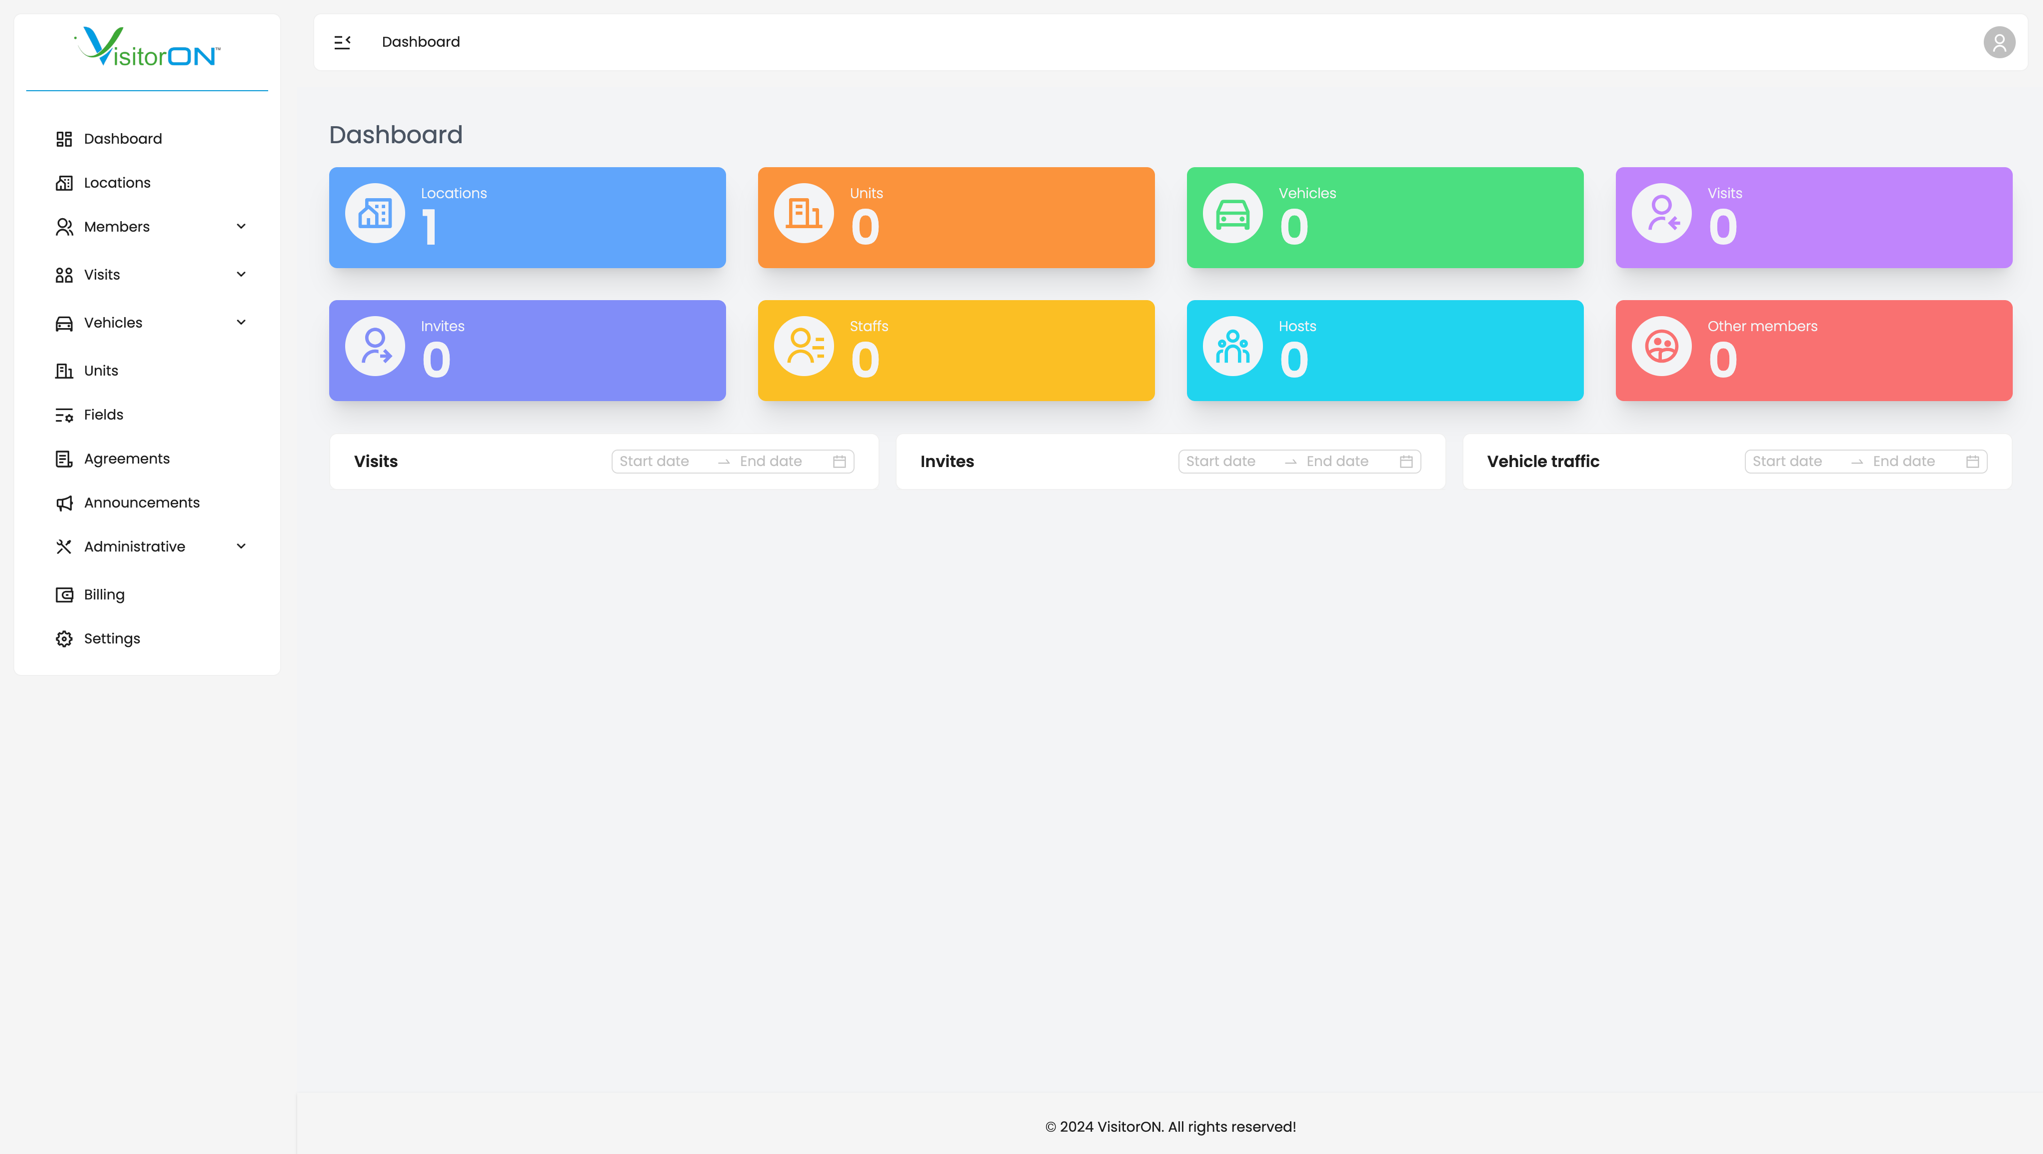 VisitorON™
Dashboard
Locations
Members
Visits
Vehicles
Units
Fields
Agreements
Announcements
Administrative
Billing
Settings
Dashboard
Dashboard
Locations
1
Units
0
Vehicles
0
Visits
0
Invites
0
Staffs
0
Hosts
0
Other members
0
Visits
Start date
End date
Invites
Start date
End date
Vehicle traffic
Start date
End date
© 2024 VisitorON. All rights reserved!